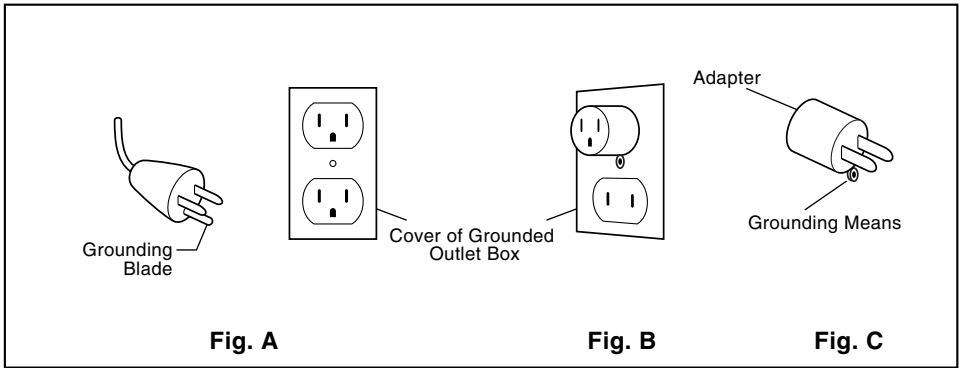 Adapter
Grounding
Blade
Cover of Grounded
Outlet Box
Grounding Means
Fig. A
Fig. B
Fig. C